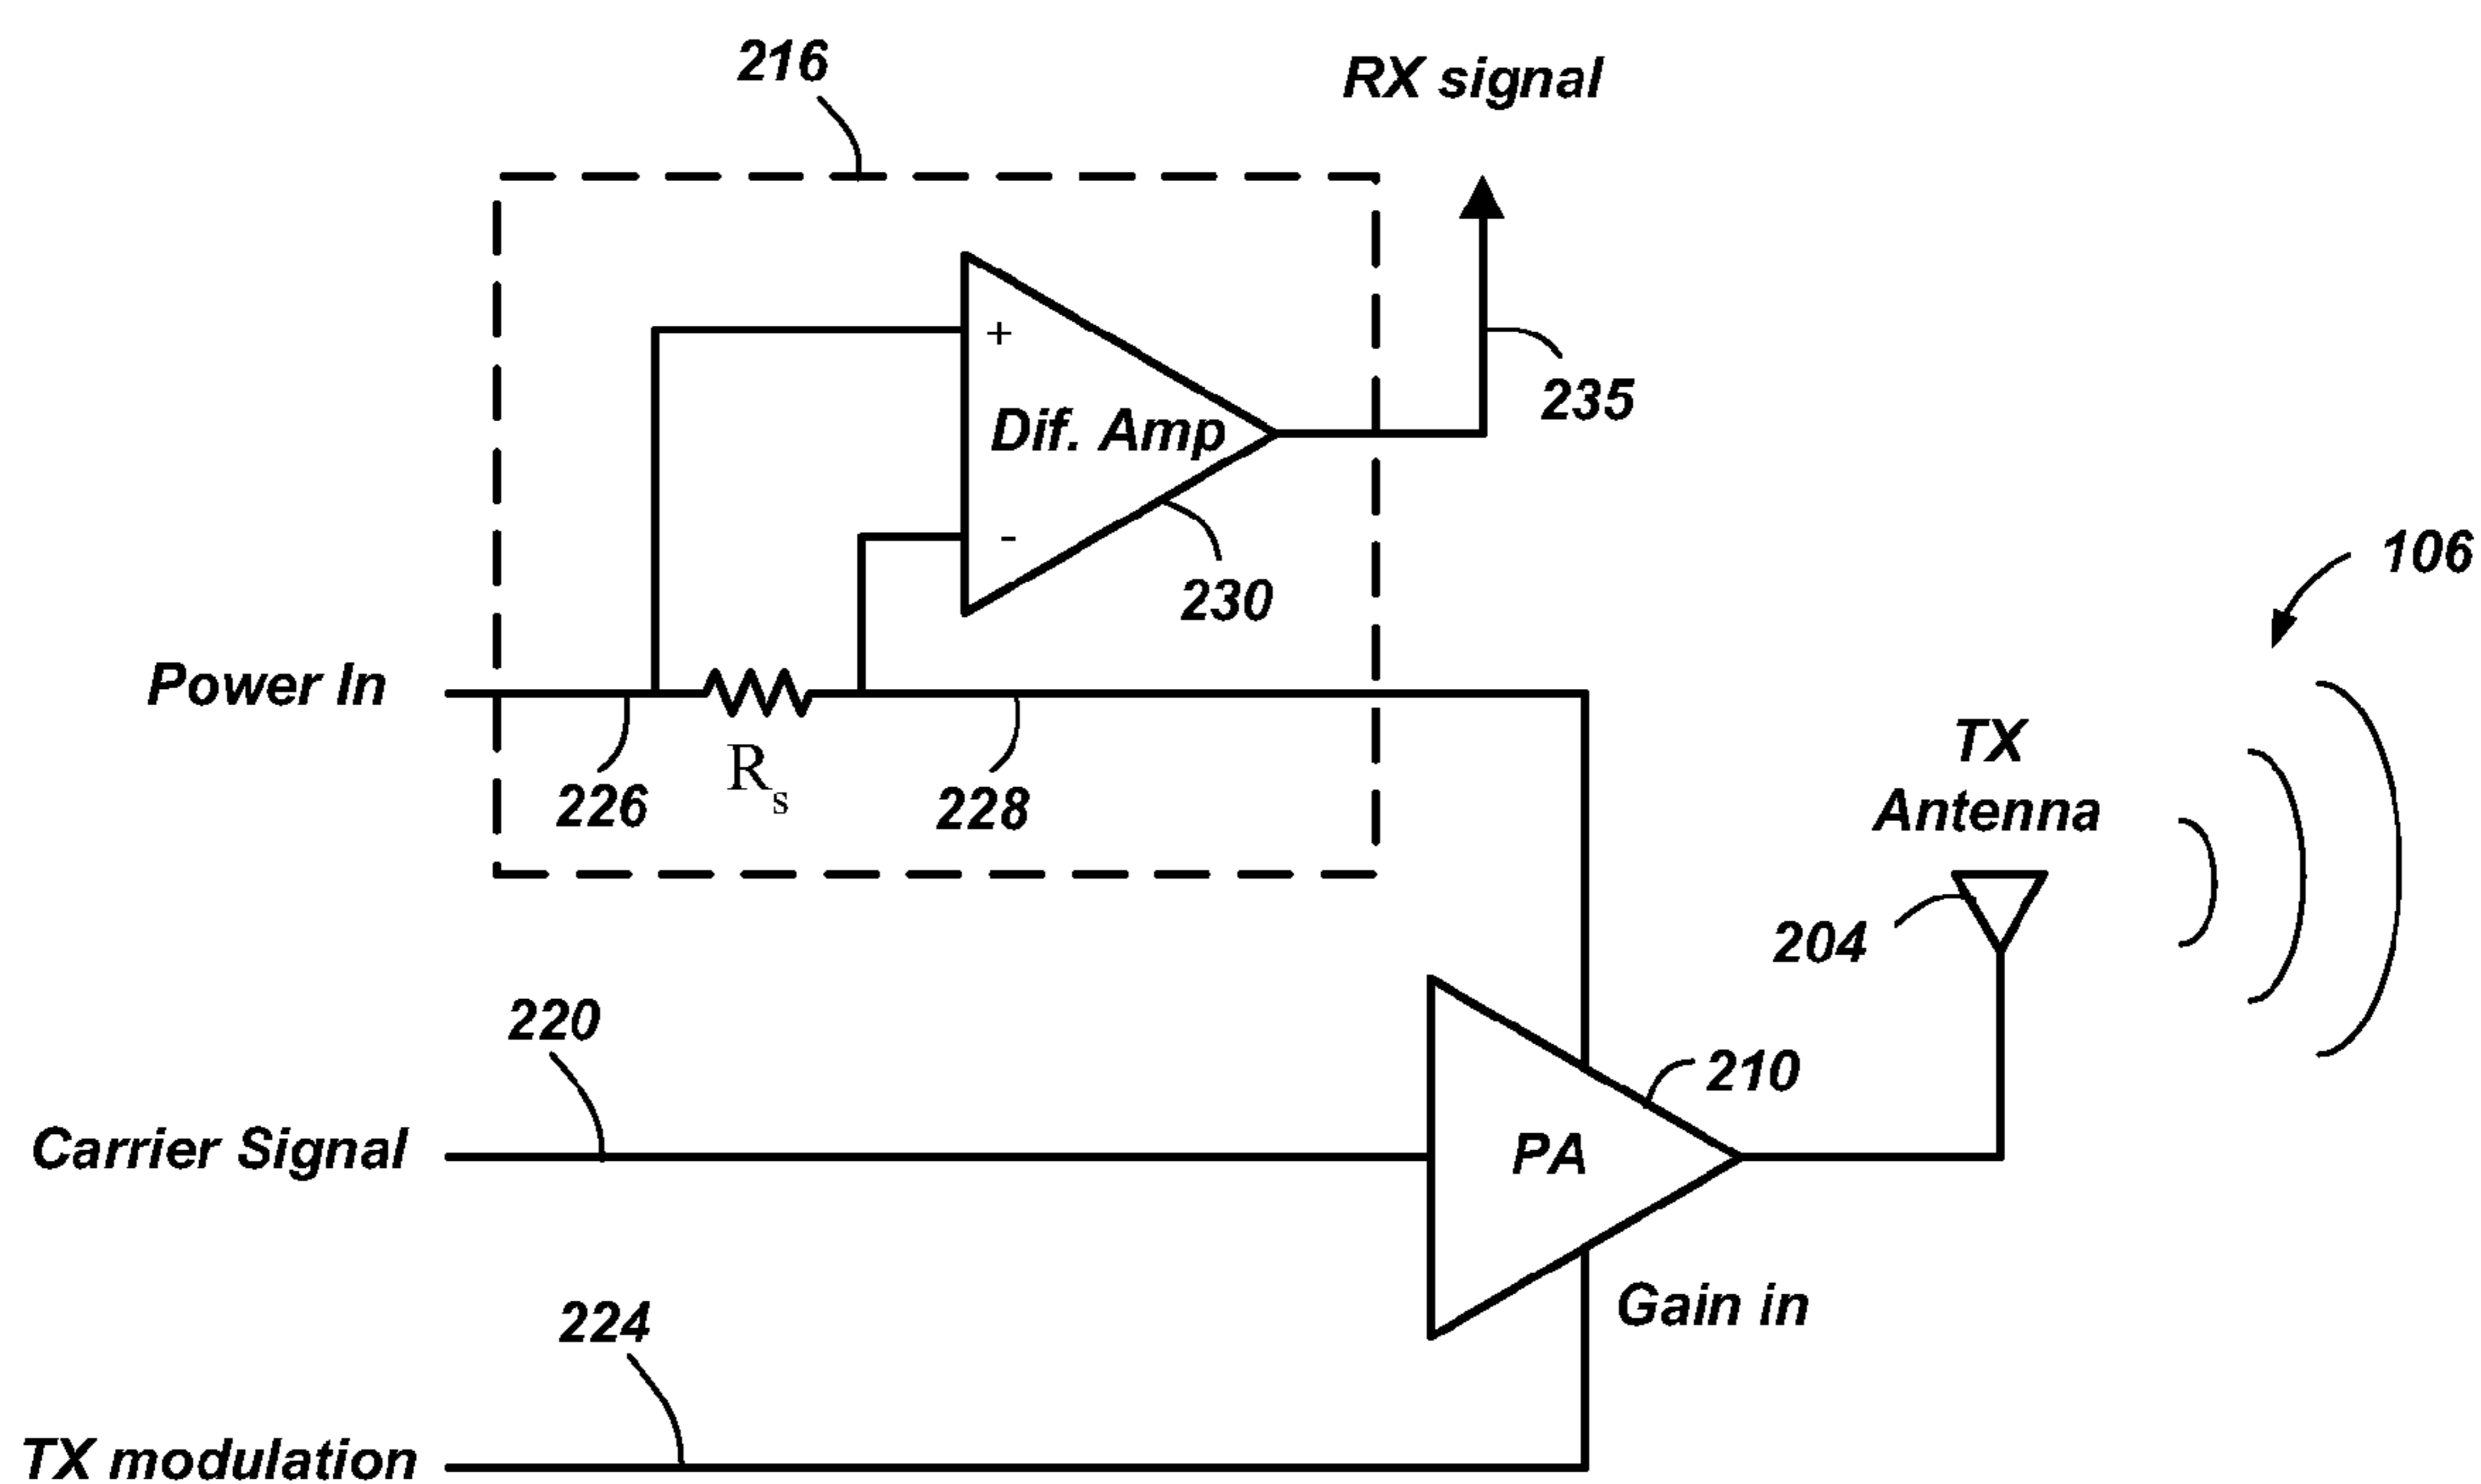 216
RX signal
+
Dif. Amp
235
-
230
106
Power In
226
Rs
228
TX
Antenna
204
220
210
Carrier Signal
PA
Gain in
224
TX modulation